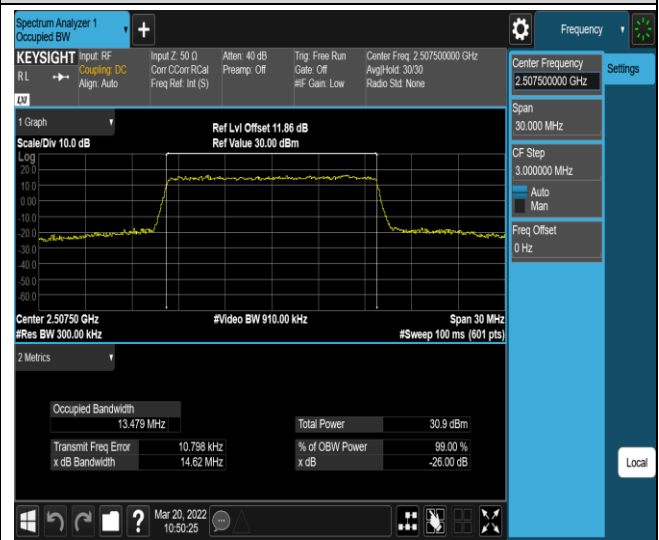 Spectrum Analyzer 1
Occupied BW
+
Frequency
KEYSIGHT
RL
LXI
Input: RF
Coupling: DC
Align: Auto
Input Z: 50 Ω
Corr CCorr RCal
Freq Ref: Int (S)
Atten: 40 dB
Preamp: Off
Trig: Free Run
Gate: Off
#IF Gain: Low
Center Freq: 2.507500000 GHz
Avg|Hold: 30/30
Radio Std: None
Center Frequency
2.507500000 GHz
Settings
Span
30.000 MHz
CF Step
3.000000 MHz
Auto
Man
Freq Offset
0 Hz
Local
1 Graph
Scale/Div 10.0 dB
Ref Lvl Offset 11.86 dB
Ref Value 30.00 dBm
Log
20.0
10.0
0.00
-10.0
-20.0
-30.0
-40.0
-50.0
-60.0
Center 2.50750 GHz
#Video BW 910.00 kHz
Span 30 MHz
#Res BW 300.00 kHz
#Sweep 100 ms (601 pts)
2 Metrics
Occupied Bandwidth
13.479 MHz
Total Power 30.9 dBm
Transmit Freq Error 10.798 kHz
% of OBW Power 99.00 %
x dB Bandwidth 14.62 MHz
x dB -26.00 dB
?
Mar 20, 2022
10:50:25